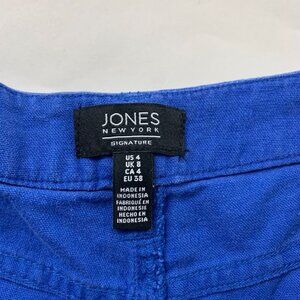 JONES
NEW YORK
SIGNATURE
US 4
UK 8
CA 4
EU 38
MADE IN
INDONESIA
FABRIQUÉ EN
INDONÉSIE
HECHO EN
INDONESIA